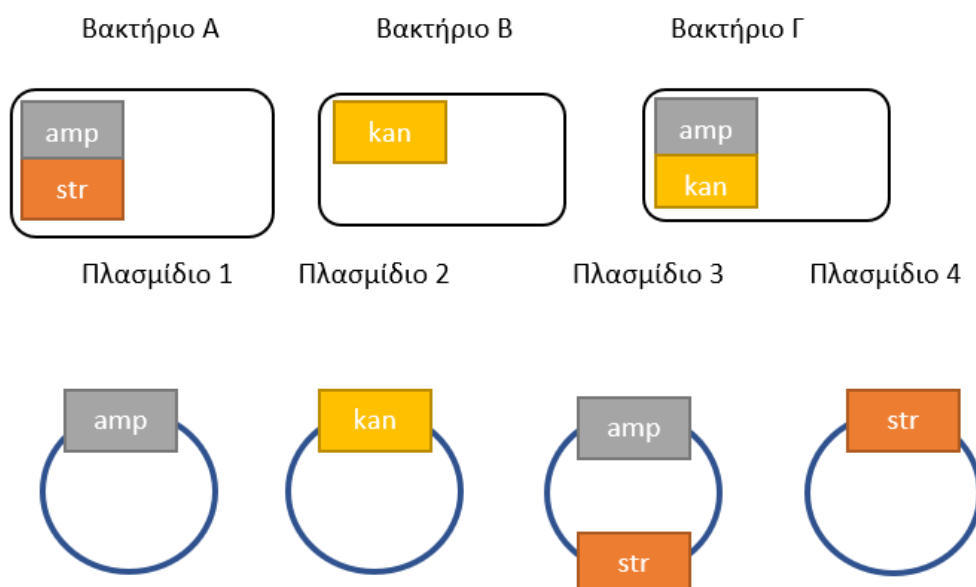 Βακτήριο Α Βακτήριο Β Βακτήριο Γ
amp kan amp
str kan
Πλασμίδιο 1 Πλασμίδιο 2 Πλασμίδιο 3 Πλασμίδιο 4
amp kan amp str
str